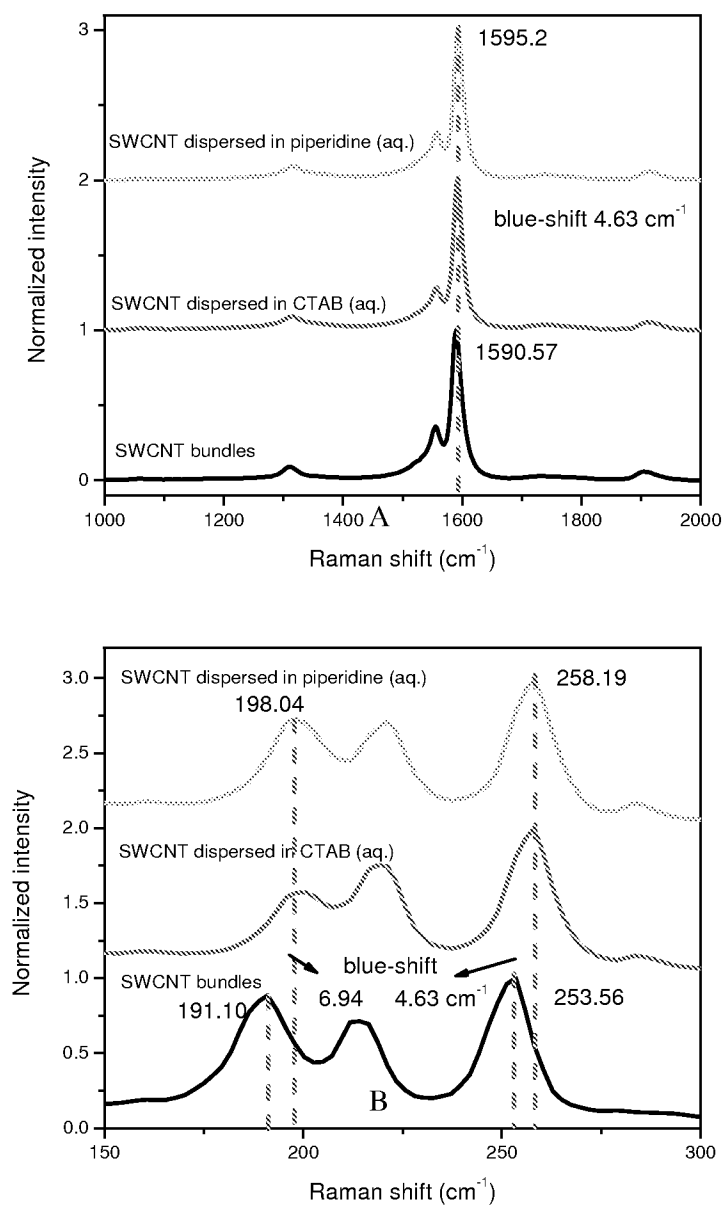 3
1595.2
SWCNT dispersed in piperidine (aq.)
2
blue-shift 4.63 cm⁻¹
SWCNT dispersed in CTAB (aq.)
1
1590.57
SWCNT bundles
0
Normalized intensity
1000 1200 1400 A 1600 1800 2000
Raman shift (cm⁻¹)
3.0
SWCNT dispersed in piperidine (aq.)
258.19
198.04
2.5
2.0
SWCNT dispersed in CTAB (aq.)
1.5
1.0
SWCNT bundles
blue-shift
191.10 6.94 4.63 cm⁻¹ 253.56
0.5
B
0.0
Normalized intensity
150 200 250 300
Raman shift (cm⁻¹)